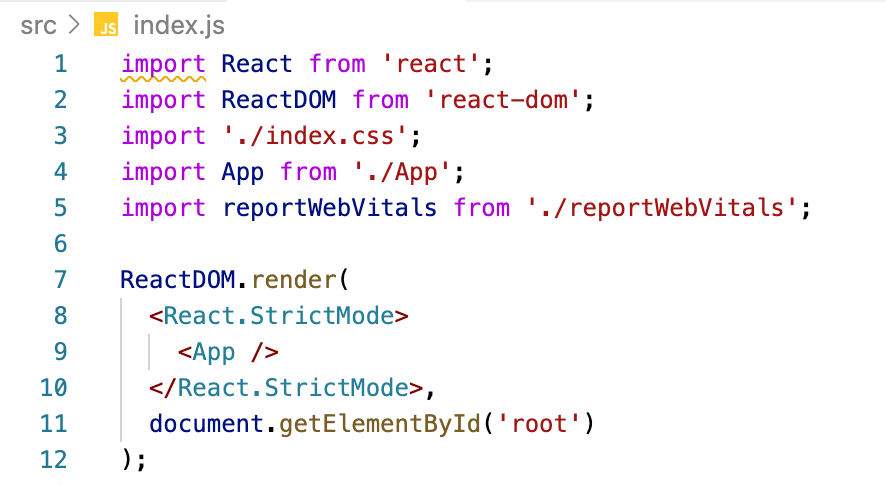 src > JS index.js
1 import React from 'react';
2 import ReactDOM from 'react-dom';
3 import './index.css';
4 import App from './App';
5 import reportWebVitals from './reportWebVitals';
6
7 ReactDOM.render(
8   <React.StrictMode>
9     <App />
10   </React.StrictMode>,
11   document.getElementById('root')
12 );